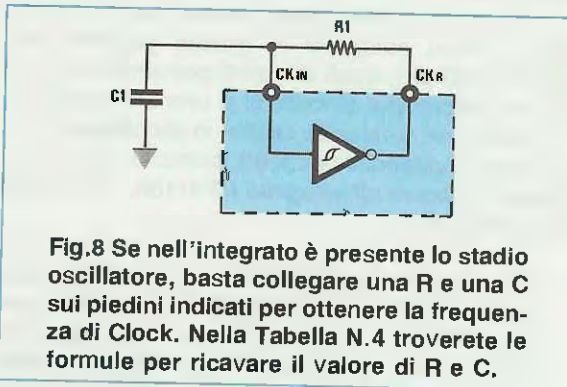 R1
CKIN
CKR
C1
Fig.8 Se nell'integrato è presente lo stadio
oscillatore, basta collegare una R e una C
sui piedini indicati per ottenere la frequen-
za di Clock. Nella Tabella N.4 troverete le
formule per ricavare il valore di R e C.